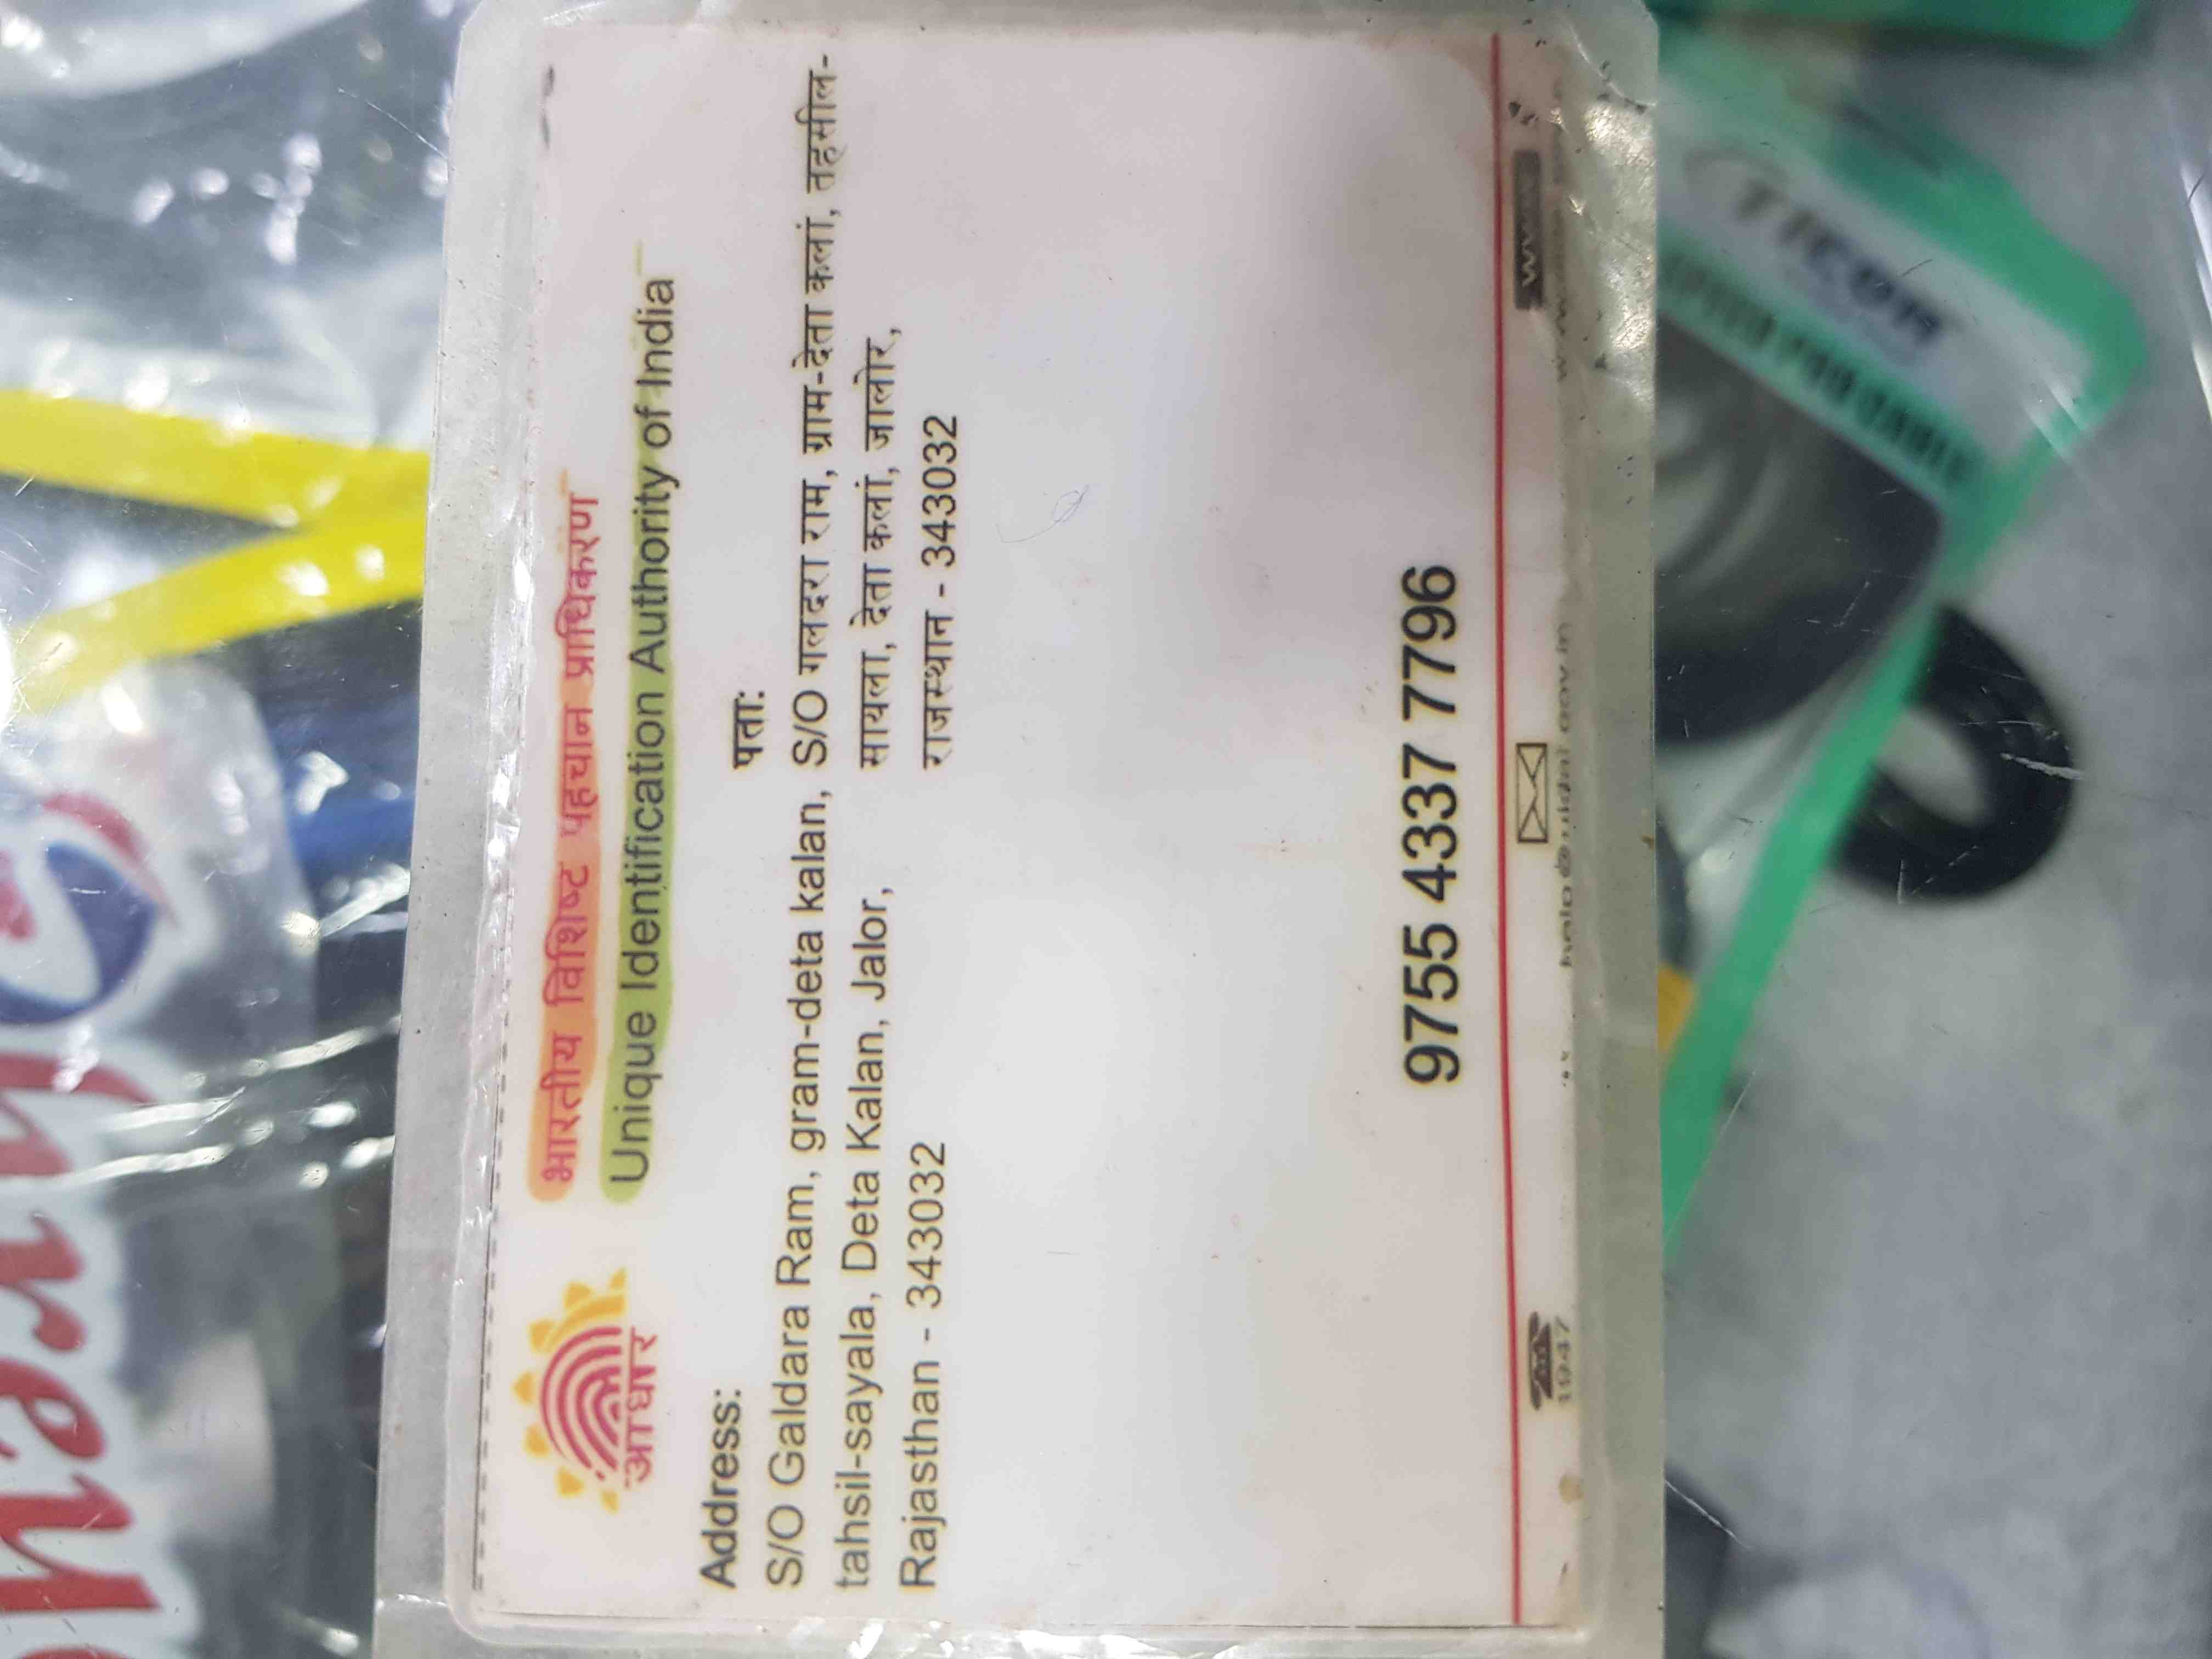 भारतीय विशिष्ट पहचान प्राधिकरण
Unique Identification Authority of India
आधार
Address:
S/O Galdara Ram, gram-deta kalan,
tahsil-sayala, Deta Kalan, Jalor,
Rajasthan - 343032
पता:
S/O गलदरा राम, ग्राम-देता कलां, तहसील-
सायला, देता कलां, जालोर,
राजस्थान - 343032
9755 4337 7796
1947